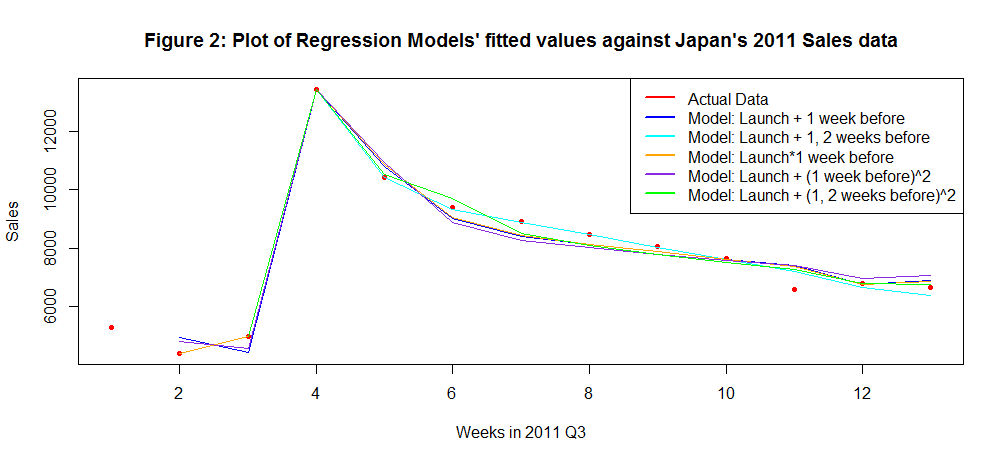 Figure 2: Plot of Regression Models' fitted values against Japan's 2011 Sales data
Actual Data
Model: Launch + 1 week before
Model: Launch + 1, 2 weeks before
Model: Launch*1 week before
Model: Launch + (1 week before)^2
Model: Launch + (1, 2 weeks before)^2
Sales
12000
10000
8000
6000
2 4 6 8 10 12
Weeks in 2011 Q3